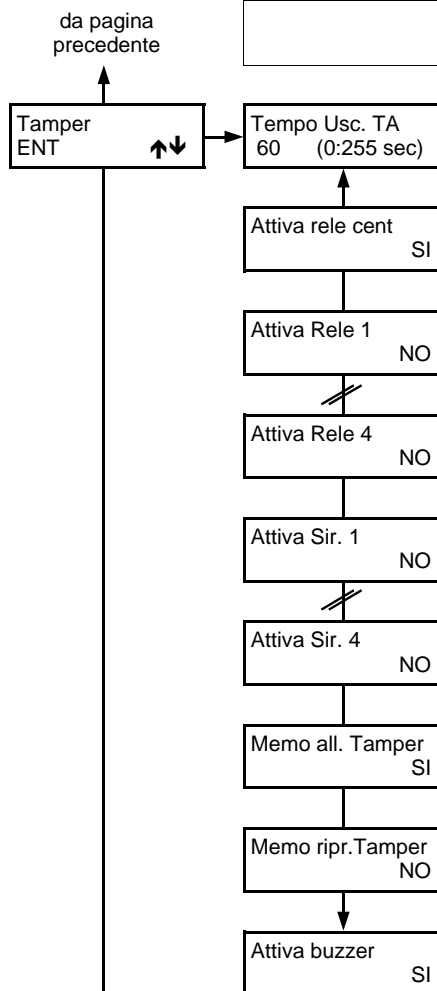 da pagina
precedente
Tamper
ENT ↑↓
Tempo Usc. TA
60 (0:255 sec)
Attiva rele cent
SI
Attiva Rele 1
NO
Attiva Rele 4
NO
Attiva Sir. 1
NO
Attiva Sir. 4
NO
Memo all. Tamper
SI
Memo ripr.Tamper
NO
Attiva buzzer
SI